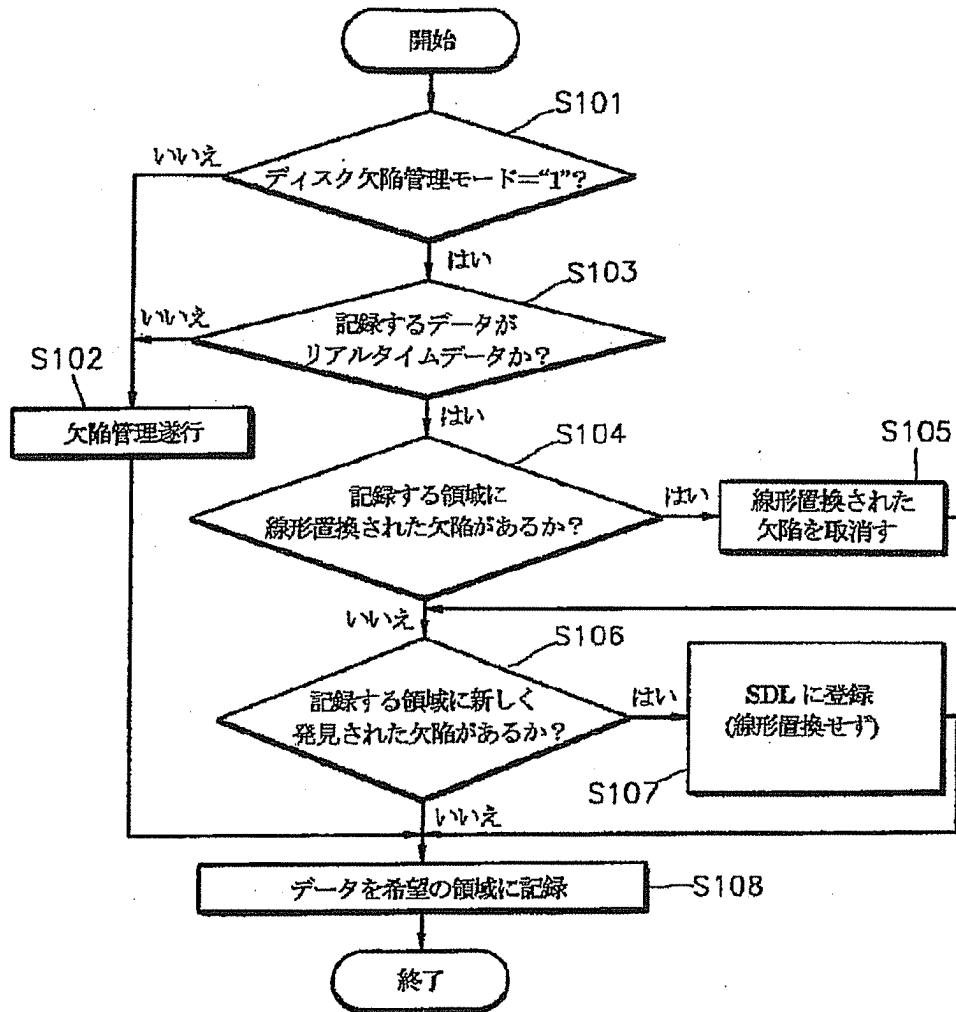 開始
S101
いいえ
ディスク欠陥管理モード＝“1”?
はい
S103
いいえ
記録するデータが
リアルタイムデータか?
S102
欠陥管理遂行
はい
S104
S105
記録する領域に
線形置換された欠陥があるか?
はい
線形置換された
欠陥を取消す
いいえ
S106
記録する領域に新しく
発見された欠陥があるか?
はい
SDLに登録
(線形置換せず)
S107
いいえ
データを希望の領域に記録
S108
終了